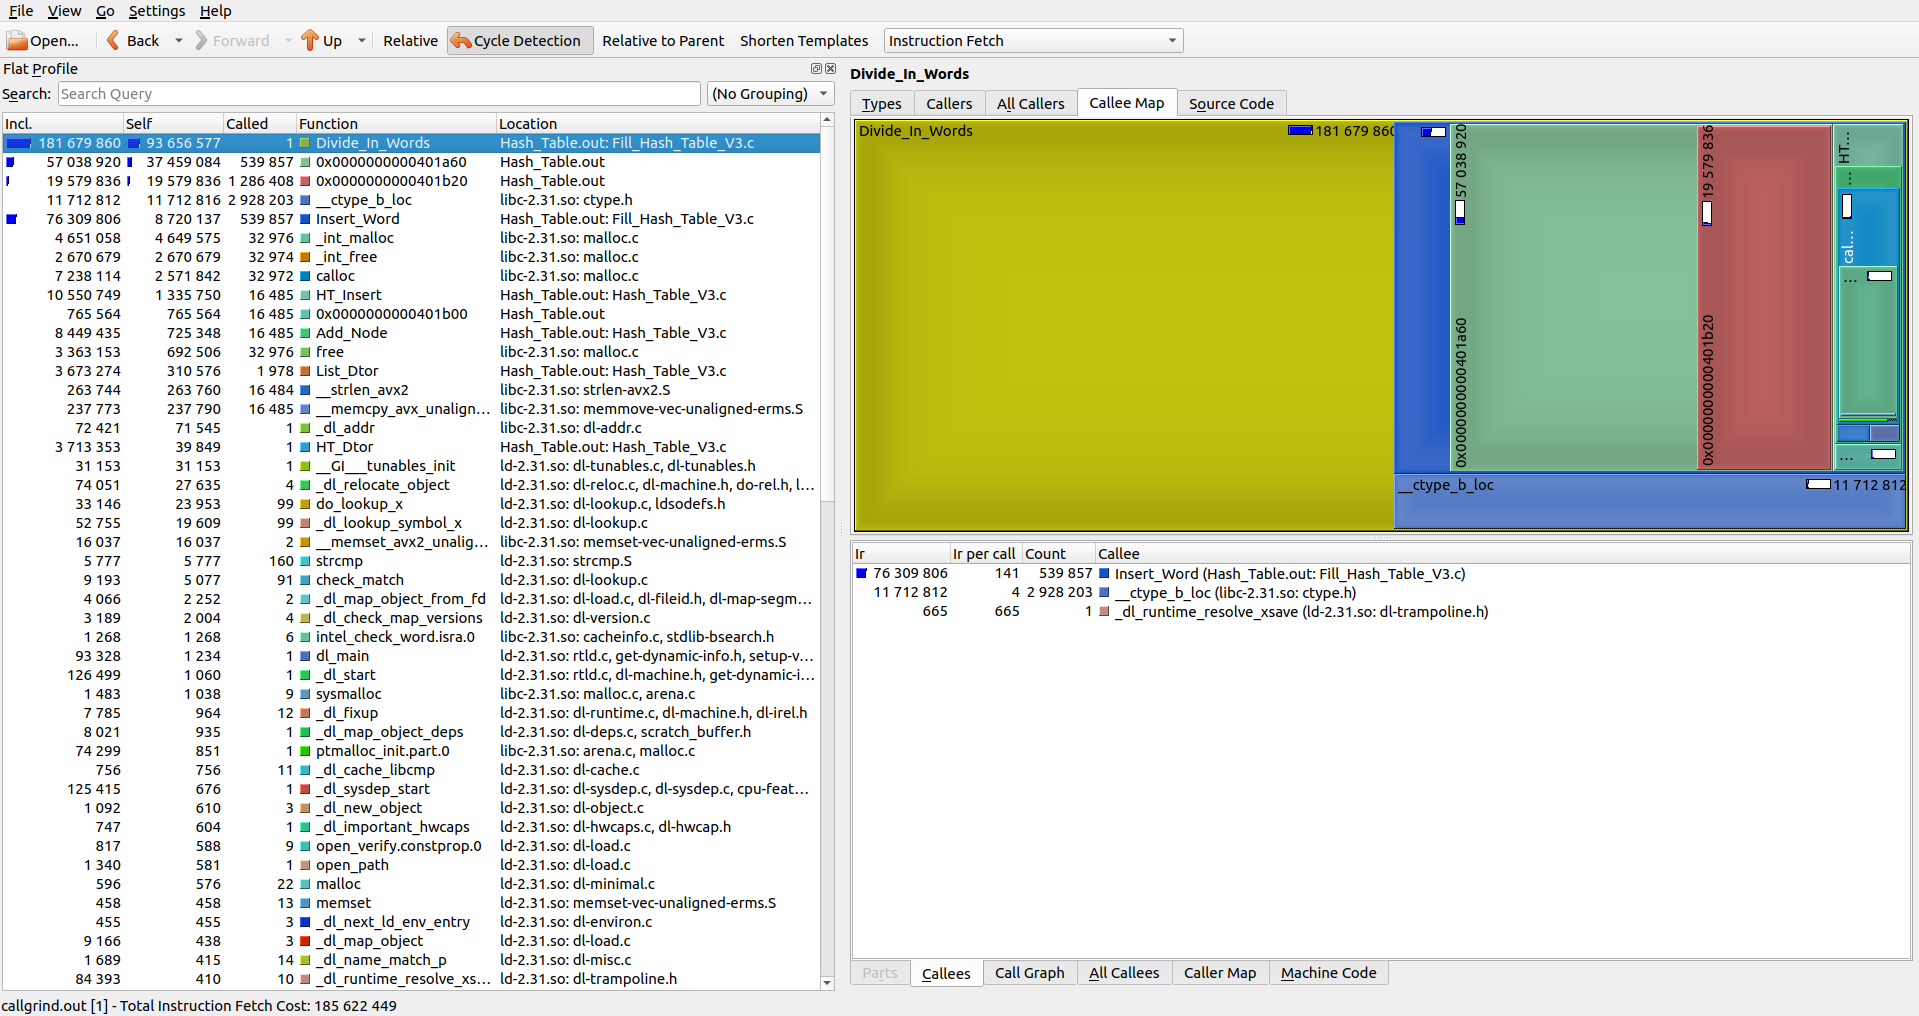 File View Go Settings Help
Open... Back Forward Up Relative Cycle Detection Relative to Parent Shorten Templates Instruction Fetch
Flat Profile
Search: Search Query (No Grouping)
Incl. Self Called Function Location
181 679 860 93 656 577 1 Divide_In_Words Hash_Table.out: Fill_Hash_Table_V3.c
57 038 920 37 459 084 539 857 0x0000000000401a60 Hash_Table.out
19 579 836 19 579 836 1 286 408 0x0000000000401b20 Hash_Table.out
11 712 812 11 712 816 2 928 203 __ctype_b_loc libc-2.31.so: ctype.h
76 309 806 8 720 137 539 857 Insert_Word Hash_Table.out: Fill_Hash_Table_V3.c
4 651 058 4 649 575 32 976 _int_malloc libc-2.31.so: malloc.c
2 670 679 2 670 679 32 974 _int_free libc-2.31.so: malloc.c
7 238 114 2 571 842 32 972 calloc libc-2.31.so: malloc.c
10 550 749 1 335 750 16 485 HT_Insert Hash_Table.out: Hash_Table_V3.c
765 564 765 564 16 485 0x0000000000401b00 Hash_Table.out
8 449 435 725 348 16 485 Add_Node Hash_Table.out: Hash_Table_V3.c
3 363 153 692 506 32 976 free libc-2.31.so: malloc.c
3 673 274 310 576 1 978 List_Dtor Hash_Table.out: Hash_Table_V3.c
263 744 263 760 16 484 __strlen_avx2 libc-2.31.so: strlen-avx2.S
237 773 237 790 16 485 __memcpy_avx_unalign... libc-2.31.so: memmove-vec-unaligned-erms.S
72 421 71 545 1 _dl_addr libc-2.31.so: dl-addr.c
3 713 353 39 849 1 HT_Dtor Hash_Table.out: Hash_Table_V3.c
31 153 31 153 1 __GI___tunables_init ld-2.31.so: dl-tunables.c, dl-tunables.h
74 051 27 635 4 _dl_relocate_object ld-2.31.so: dl-reloc.c, dl-machine.h, do-rel.h, l...
33 146 23 953 99 do_lookup_x ld-2.31.so: dl-lookup.c, ldsodefs.h
52 755 19 609 99 _dl_lookup_symbol_x ld-2.31.so: dl-lookup.c
16 037 16 037 2 __memset_avx2_unalig... libc-2.31.so: memset-vec-unaligned-erms.S
5 777 5 777 160 strcmp ld-2.31.so: strcmp.S
9 193 5 077 91 check_match ld-2.31.so: dl-lookup.c
4 066 2 252 2 _dl_map_object_from_fd ld-2.31.so: dl-load.c, dl-fileid.h, dl-map-segm...
3 189 2 004 4 _dl_check_map_versions ld-2.31.so: dl-version.c
1 268 1 268 6 intel_check_word.isra.0 libc-2.31.so: cacheinfo.c, stdlib-bsearch.h
93 328 1 234 1 dl_main ld-2.31.so: rtld.c, get-dynamic-info.h, setup-v...
126 499 1 060 1 _dl_start ld-2.31.so: rtld.c, dl-machine.h, get-dynamic-i...
1 483 1 038 9 sysmalloc libc-2.31.so: malloc.c, arena.c
7 785 964 12 _dl_fixup ld-2.31.so: dl-runtime.c, dl-machine.h, dl-irel.h
8 021 935 1 _dl_map_object_deps ld-2.31.so: dl-deps.c, scratch_buffer.h
74 299 851 1 ptmalloc_init.part.0 libc-2.31.so: arena.c, malloc.c
756 756 11 _dl_cache_libcmp ld-2.31.so: dl-cache.c
125 415 676 1 _dl_sysdep_start ld-2.31.so: dl-sysdep.c, dl-sysdep.c, cpu-feat...
1 092 610 3 _dl_new_object ld-2.31.so: dl-object.c
747 604 1 _dl_important_hwcaps ld-2.31.so: dl-hwcaps.c, dl-hwcap.h
817 588 9 open_verify.constprop.0 ld-2.31.so: dl-load.c
1 340 581 1 open_path ld-2.31.so: dl-load.c
596 576 22 malloc ld-2.31.so: dl-minimal.c
458 458 13 memset ld-2.31.so: memset-vec-unaligned-erms.S
455 455 3 _dl_next_ld_env_entry ld-2.31.so: dl-environ.c
9 166 438 3 _dl_map_object ld-2.31.so: dl-load.c
1 689 415 14 _dl_name_match_p ld-2.31.so: dl-misc.c
84 393 410 10 _dl_runtime_resolve_xs... ld-2.31.so: dl-trampoline.h
Divide_In_Words
Types Callers All Callers Callee Map Source Code
Divide_In_Words 181 679 860
0x0000000000401a60 57 038 920
0x0000000000401b20 19 579 836
HT...
...
cal...
...
...
__ctype_b_loc 11 712 812
Ir Ir per call Count Callee
76 309 806 141 539 857 Insert_Word (Hash_Table.out: Fill_Hash_Table_V3.c)
11 712 812 4 2 928 203 __ctype_b_loc (libc-2.31.so: ctype.h)
665 665 1 _dl_runtime_resolve_xsave (ld-2.31.so: dl-trampoline.h)
Parts Callees Call Graph All Callees Caller Map Machine Code
callgrind.out [1] - Total Instruction Fetch Cost: 185 622 449